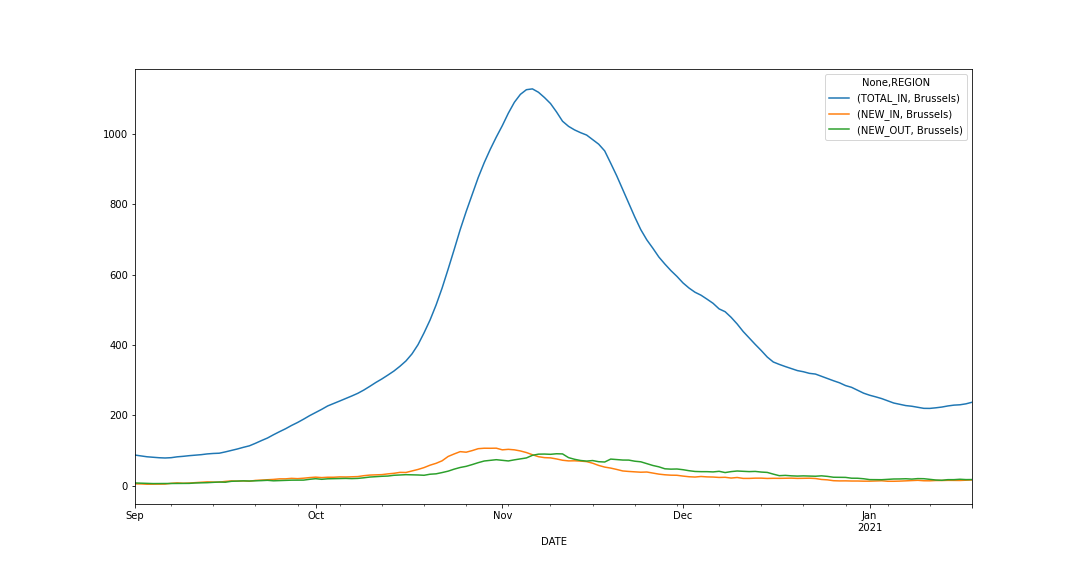 None,REGION
(TOTAL_IN, Brussels)
(NEW_IN, Brussels)
(NEW_OUT, Brussels)
1000
800
600
400
200
0
Sep Oct Nov Dec Jan
2021
DATE